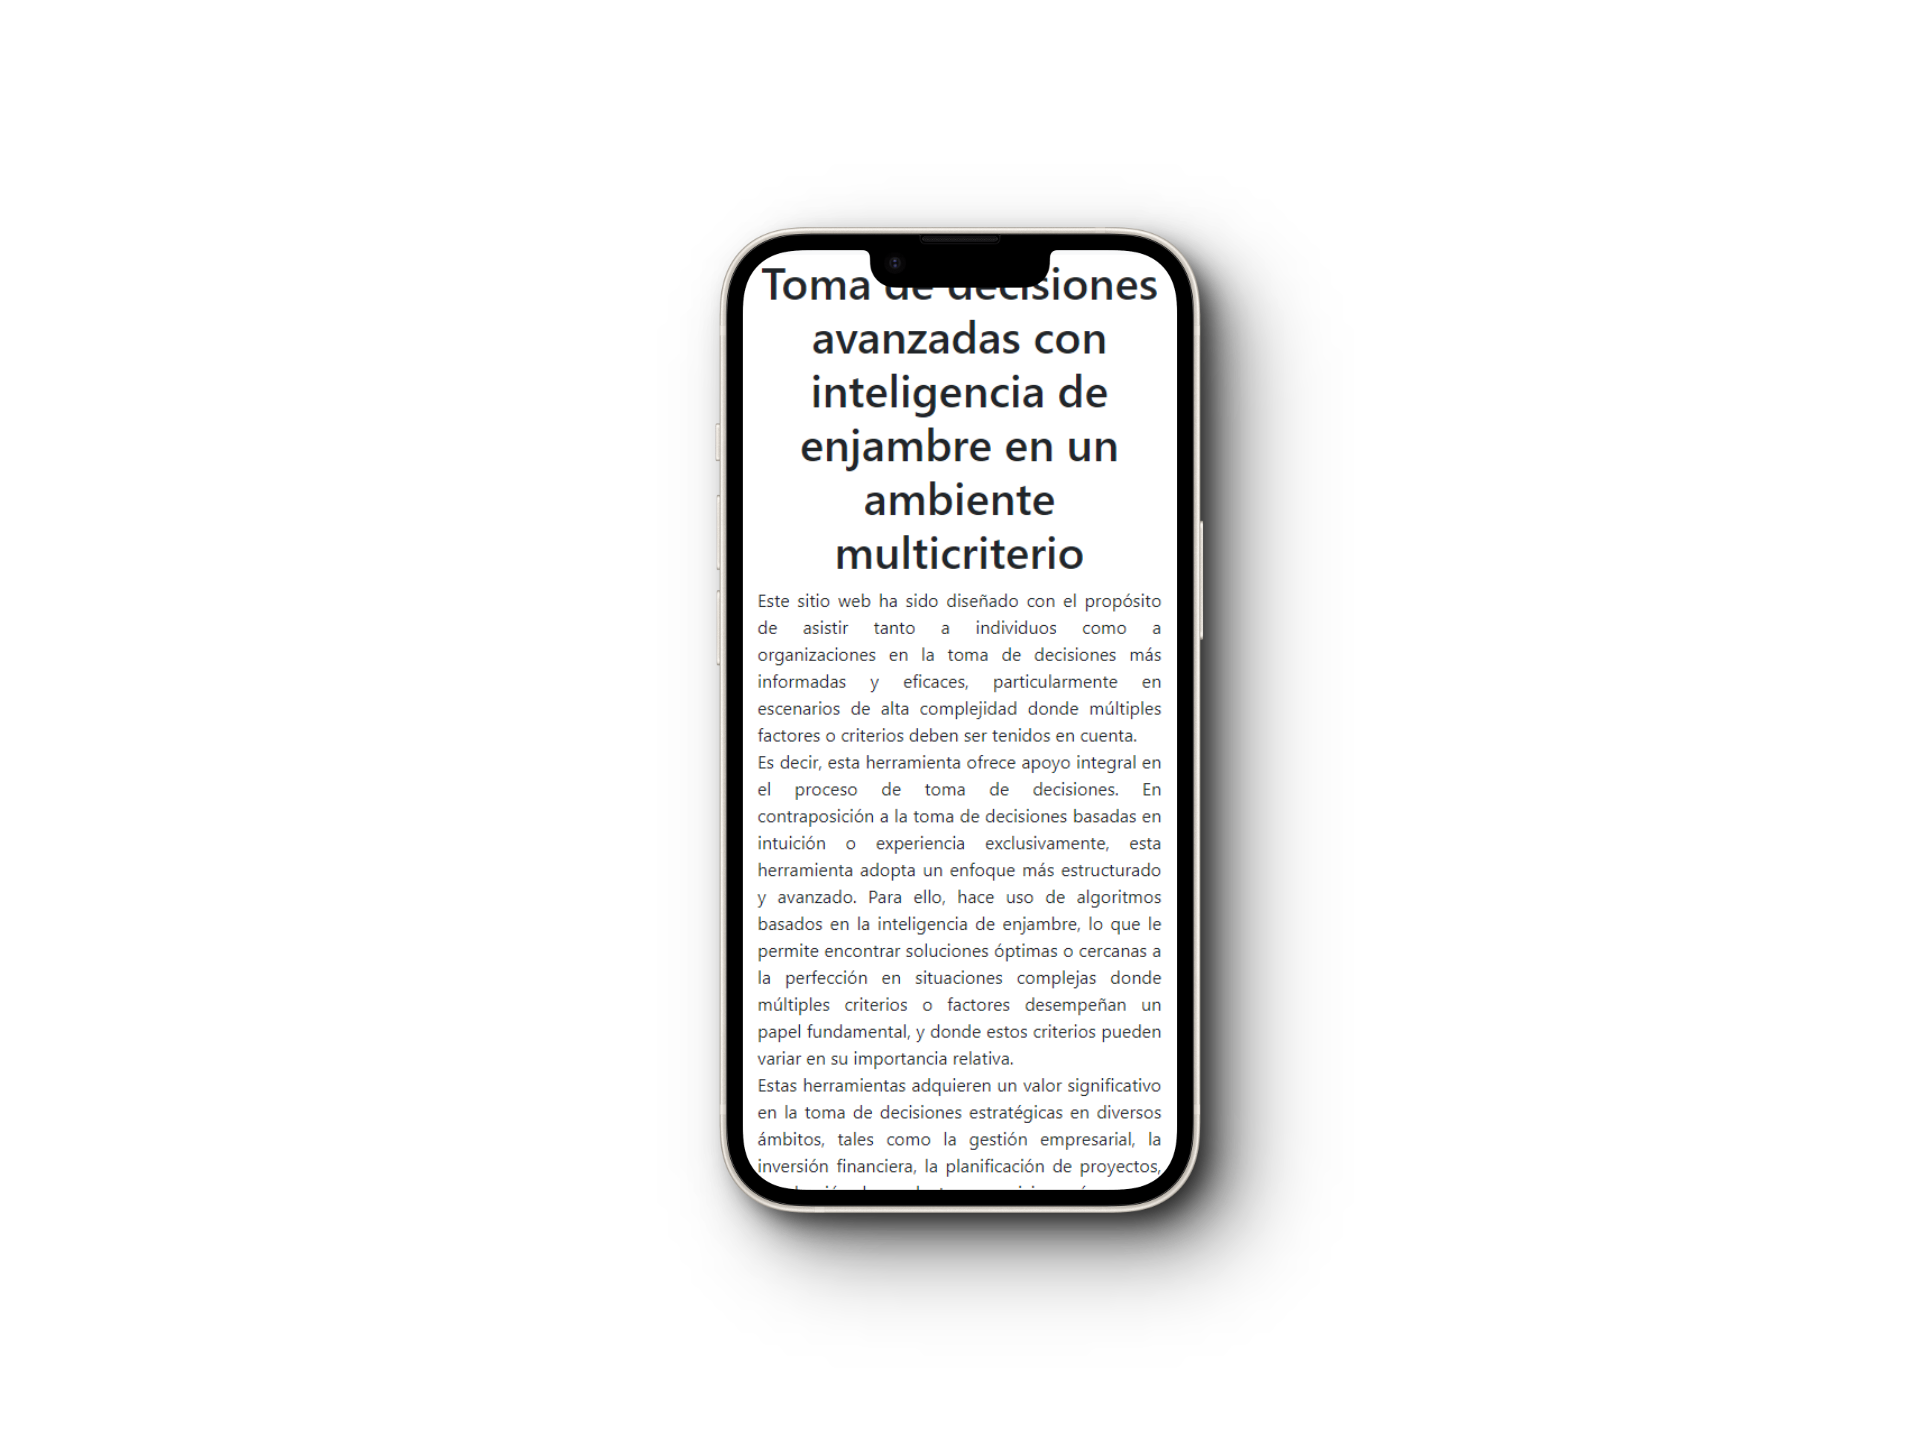 Toma de decisiones
avanzadas con
inteligencia de
enjambre en un
ambiente
multicriterio
Este sitio web ha sido diseñado con el propósito
de asistir tanto a individuos como a
organizaciones en la toma de decisiones más
informadas y eficaces, particularmente en
escenarios de alta complejidad donde múltiples
factores o criterios deben ser tenidos en cuenta.
Es decir, esta herramienta ofrece apoyo integral en
el proceso de toma de decisiones. En
contraposición a la toma de decisiones basadas en
intuición o experiencia exclusivamente, esta
herramienta adopta un enfoque más estructurado
y avanzado. Para ello, hace uso de algoritmos
basados en la inteligencia de enjambre, lo que le
permite encontrar soluciones óptimas o cercanas a
la perfección en situaciones complejas donde
múltiples criterios o factores desempeñan un
papel fundamental, y donde estos criterios pueden
variar en su importancia relativa.
Estas herramientas adquieren un valor significativo
en la toma de decisiones estratégicas en diversos
ámbitos, tales como la gestión empresarial, la
inversión financiera, la planificación de proyectos,